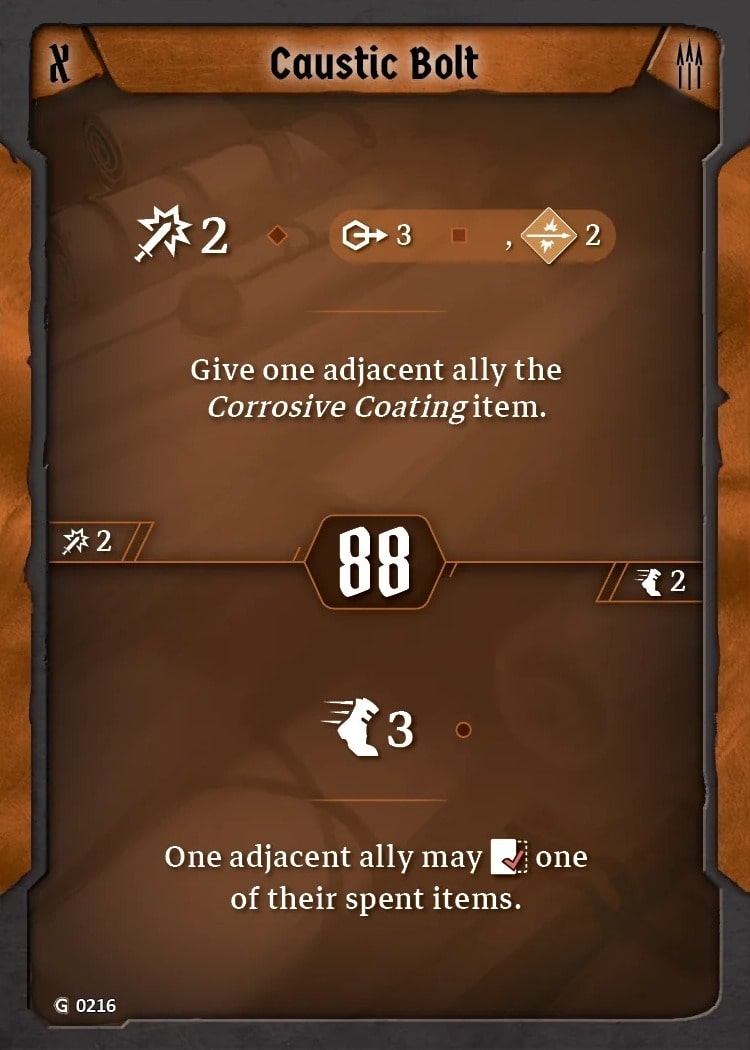 א Caustic Bolt
2 3 , 2
Give one adjacent ally the
Corrosive Coating item.
2
88
2
3
One adjacent ally may one
of their spent items.
G 0216